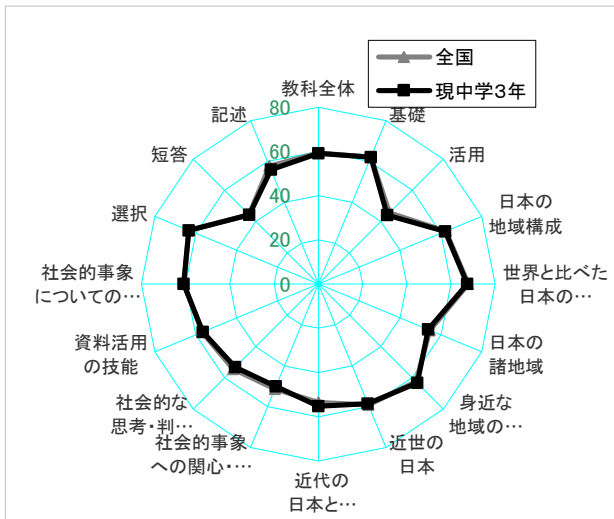 全国
現中学3年
教科全体
基礎
活用
日本の
地域構成
世界と比べた
日本の…
日本の
諸地域
身近な
地域の…
近世の
日本
近代の
日本と…
社会的事象
への関心・…
社会的な
思考・判…
資料活用
の技能
社会的事象
についての…
選択
短答
記述
80
60
40
20
0